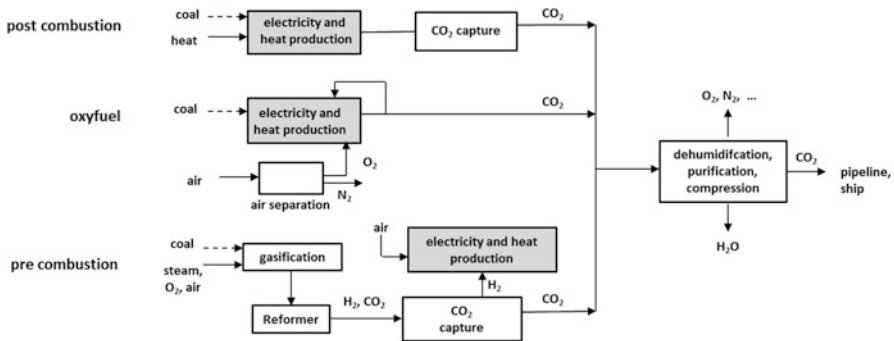 post combustion
coal
heat
electricity and
heat production
CO₂ capture
CO₂
oxyfuel
coal
electricity and
heat production
CO₂
O₂
N₂
air
air separation
pre combustion
coal
steam,
O₂, air
gasification
Reformer
H₂, CO₂
air
electricity and heat
production
H₂
CO₂
capture
CO₂
O₂, N₂, ...
dehumidifcation,
purification,
compression
H₂O
CO₂
pipeline,
ship